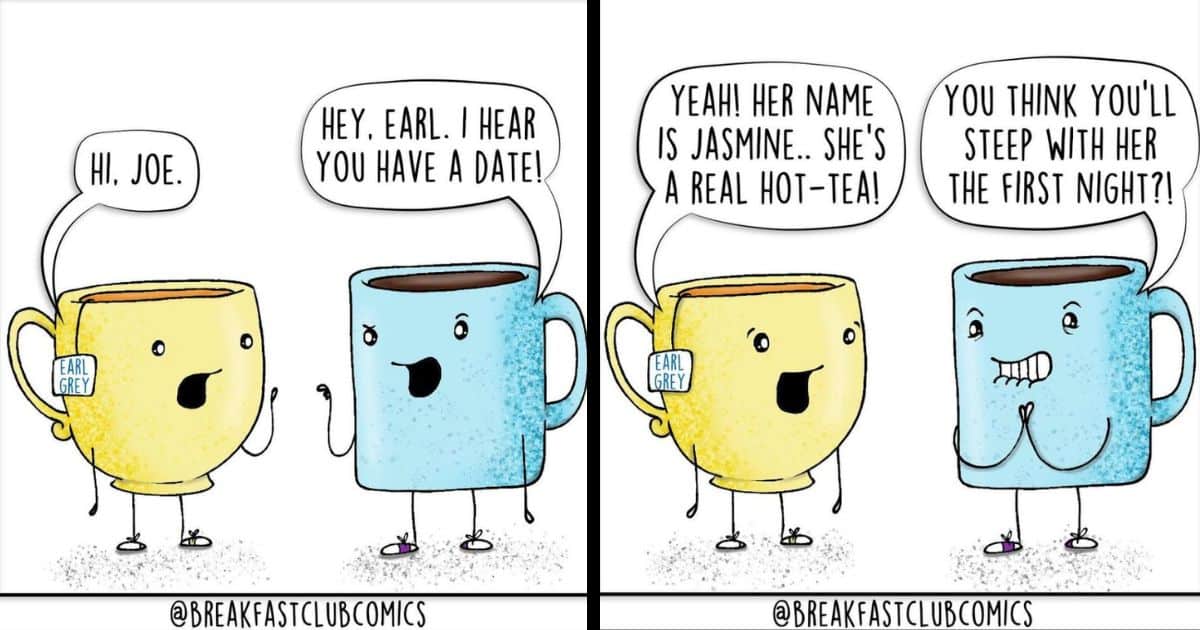 HI, JOE.
HEY, EARL. I HEAR
YOU HAVE A DATE!
EARL
GREY
@BREAKFASTCLUBCOMICS
YEAH! HER NAME
IS JASMINE.. SHE'S
A REAL HOT-TEA!
YOU THINK YOU'LL
STEEP WITH HER
THE FIRST NIGHT?!
EARL
GREY
@BREAKFASTCLUBCOMICS